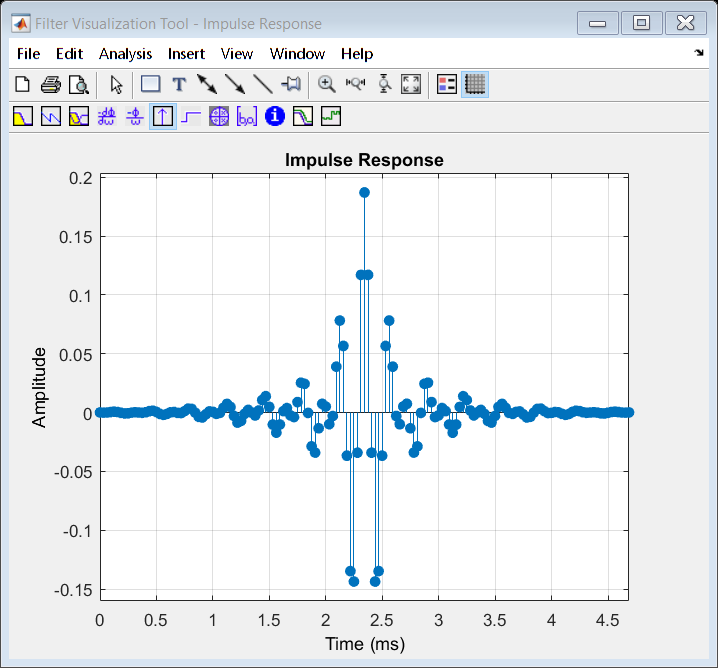 Filter Visualization Tool - Impulse Response
File Edit Analysis Insert View Window Help
Impulse Response
0.2
0.15
0.1
0.05
0
-0.05
-0.1
-0.15
Amplitude
0 0.5 1 1.5 2 2.5 3 3.5 4 4.5
Time (ms)